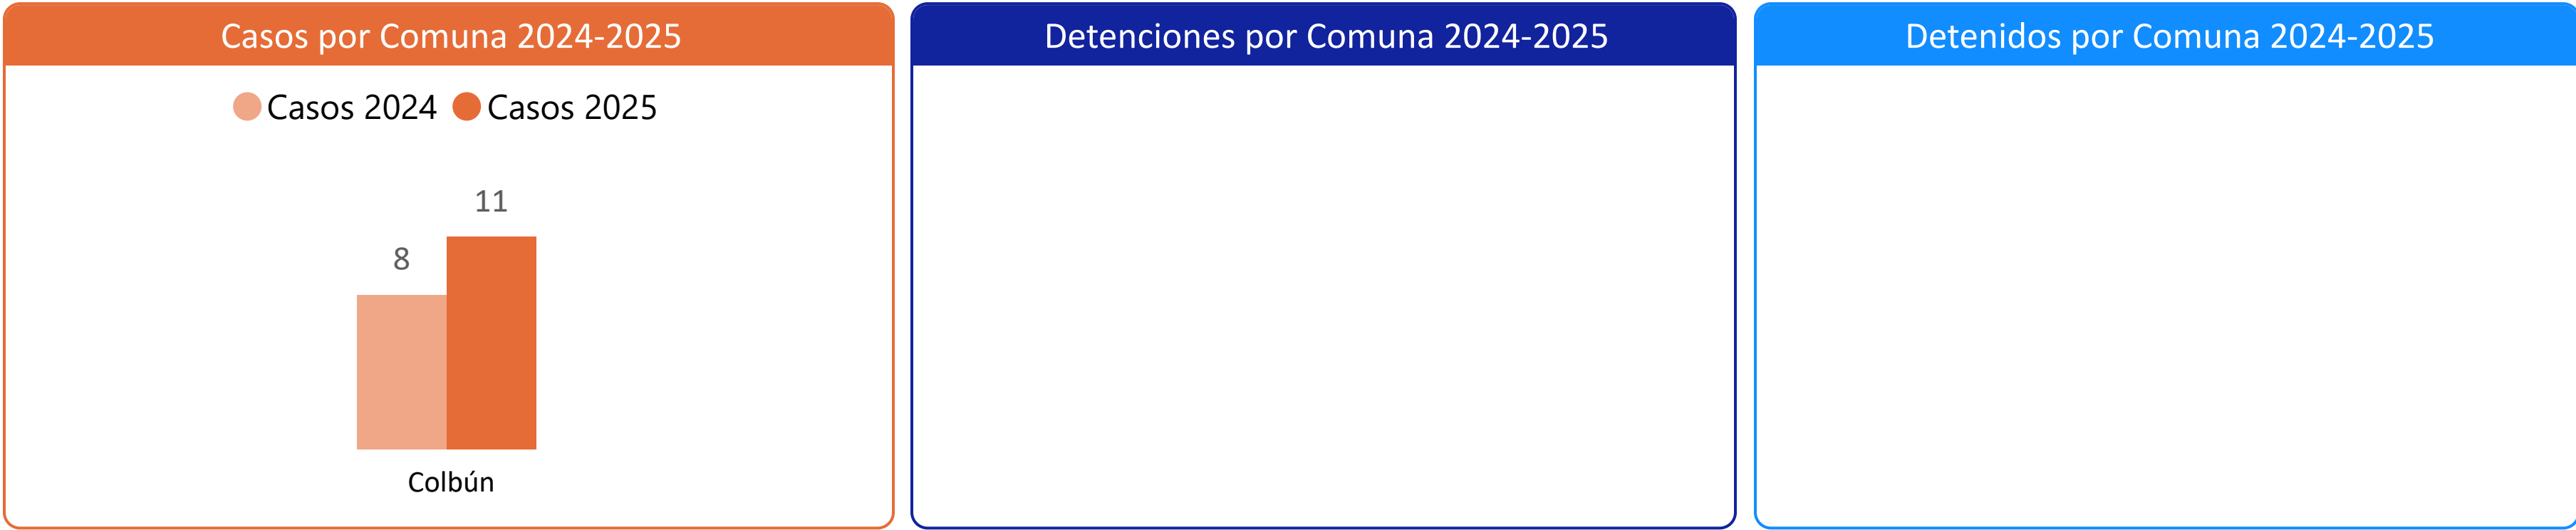 Casos por Comuna 2024-2025
Casos 2024 Casos 2025
11
8
Colbún
Detenciones por Comuna 2024-2025
Detenidos por Comuna 2024-2025